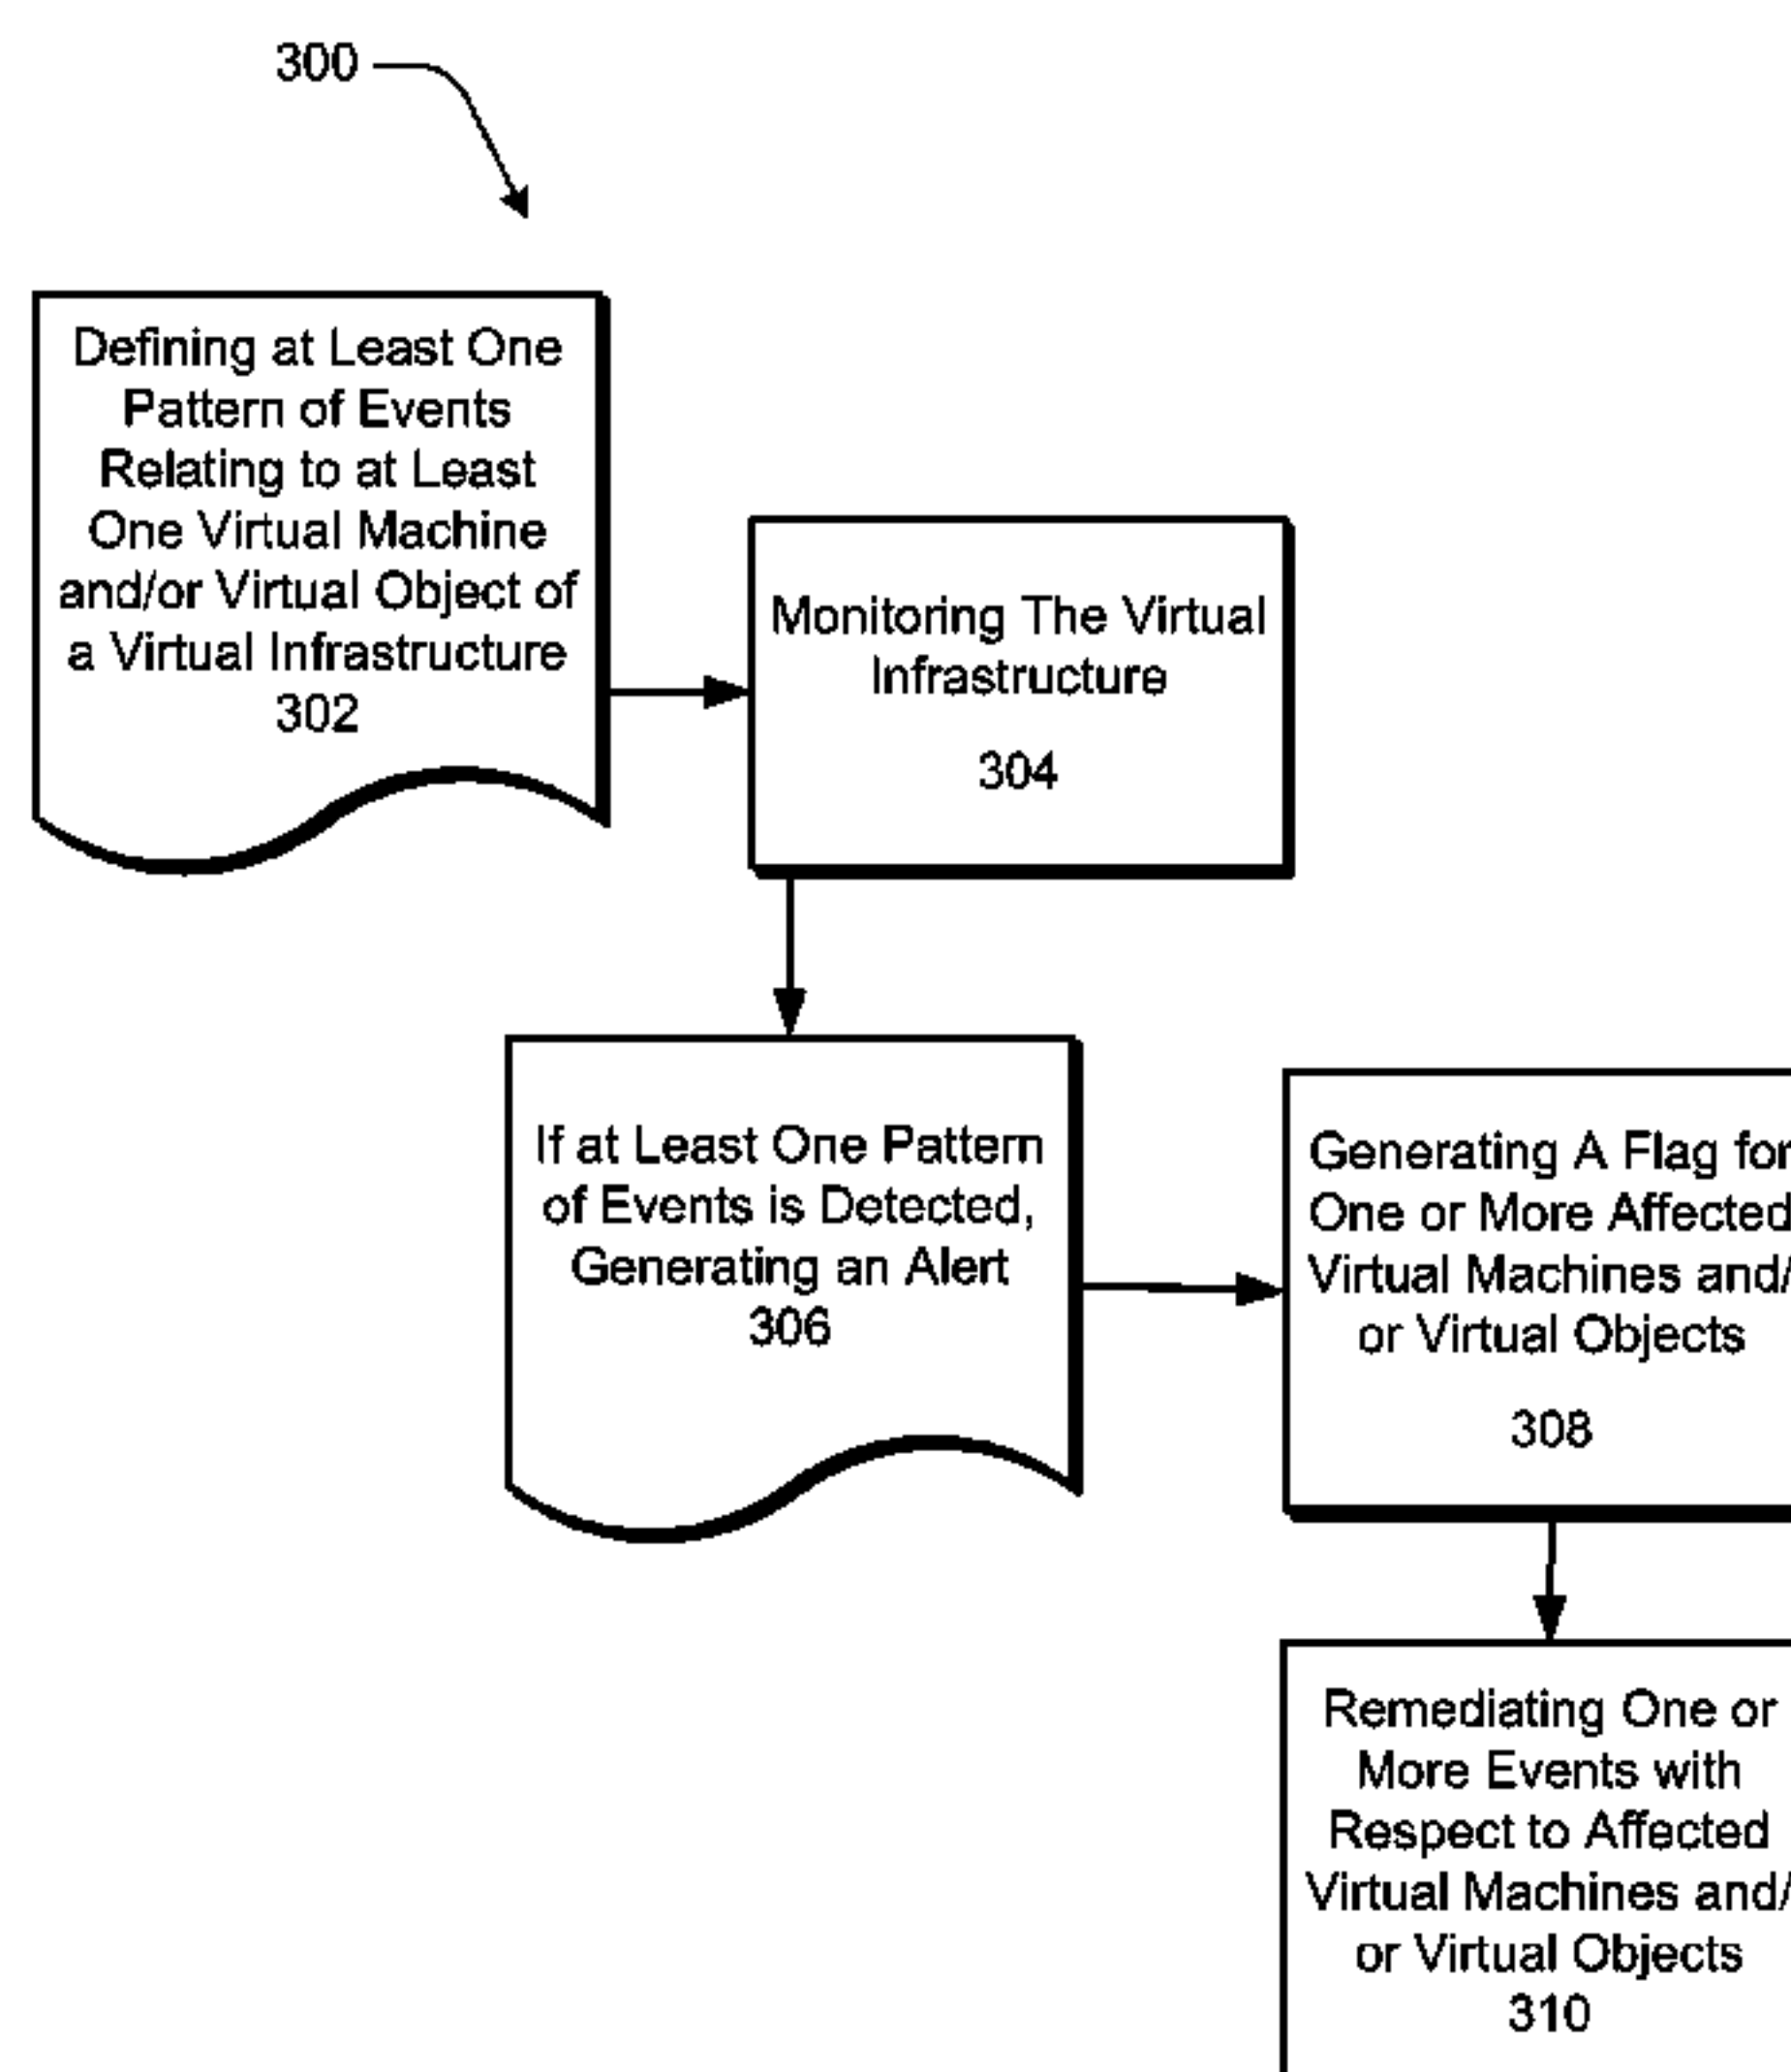 300
Defining at Least One
Pattern of Events
Relating to at Least
One Virtual Machine
and/or Virtual Object of
a Virtual Infrastructure
302
Monitoring The Virtual
Infrastructure
304
If at Least One Pattern
of Events is Detected,
Generating an Alert
306
Generating A Flag for
One or More Affected
Virtual Machines and/
or Virtual Objects
308
Remediating One or
More Events with
Respect to Affected
Virtual Machines and/
or Virtual Objects
310